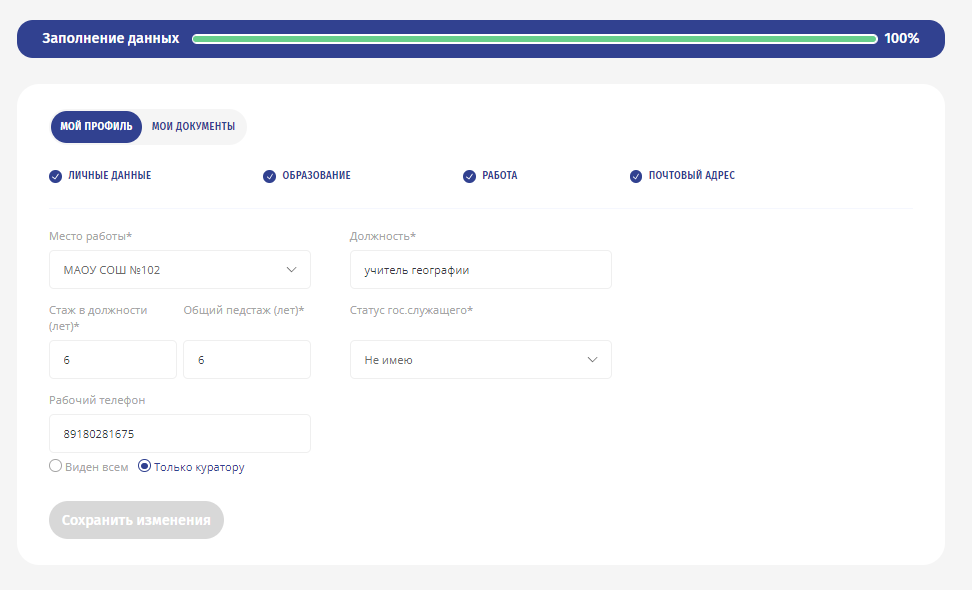 Заполнение данных 100%
МОЙ ПРОФИЛЬ МОИ ДОКУМЕНТЫ
ЛИЧНЫЕ ДАННЫЕ ОБРАЗОВАНИЕ РАБОТА ПОЧТОВЫЙ АДРЕС
Место работы* Должность*
МАОУ СОШ №102 учитель географии
Стаж в должности Общий педстаж (лет)* Статус гос.служащего*
(лет)*
6 6 Не имею
Рабочий телефон
89180281675
Виден всем Только куратору
Сохранить изменения